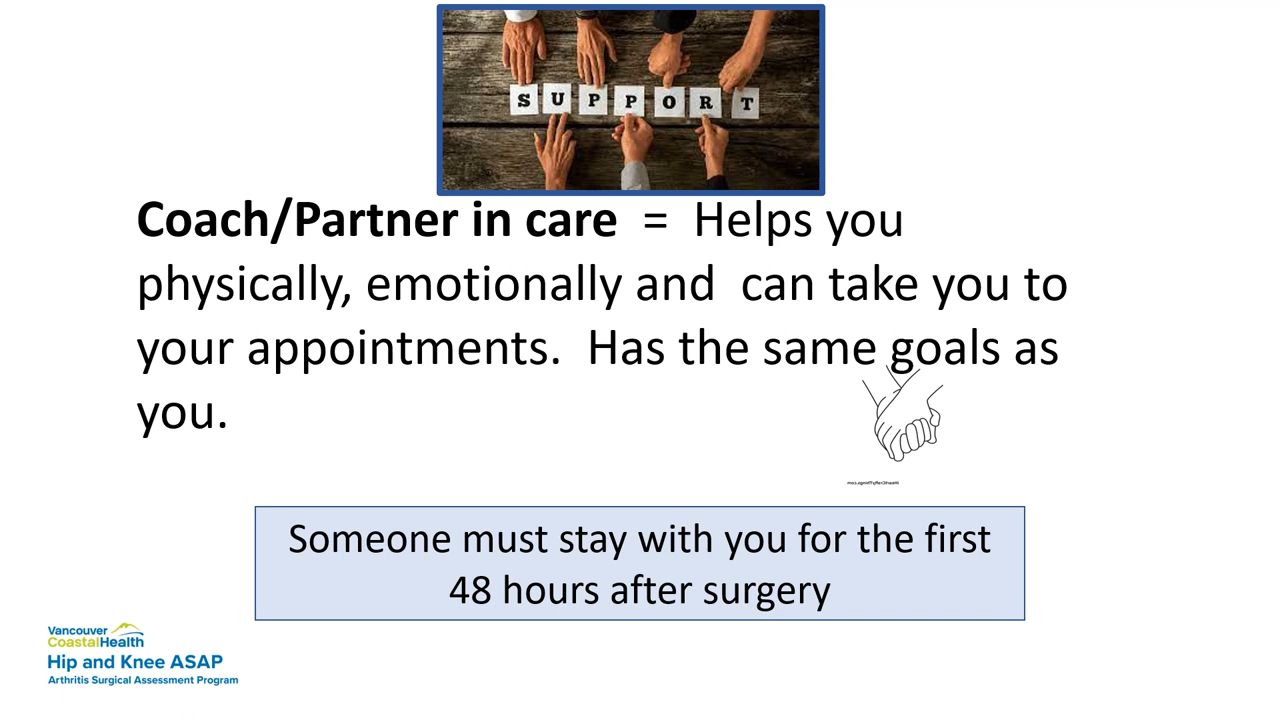 SUPPORT
Coach/Partner in care  =  Helps you
physically, emotionally and  can take you to
your appointments.  Has the same goals as
you.
Someone must stay with you for the first
48 hours after surgery
Vancouver
CoastalHealth
Hip and Knee ASAP
Arthritis Surgical Assessment Program